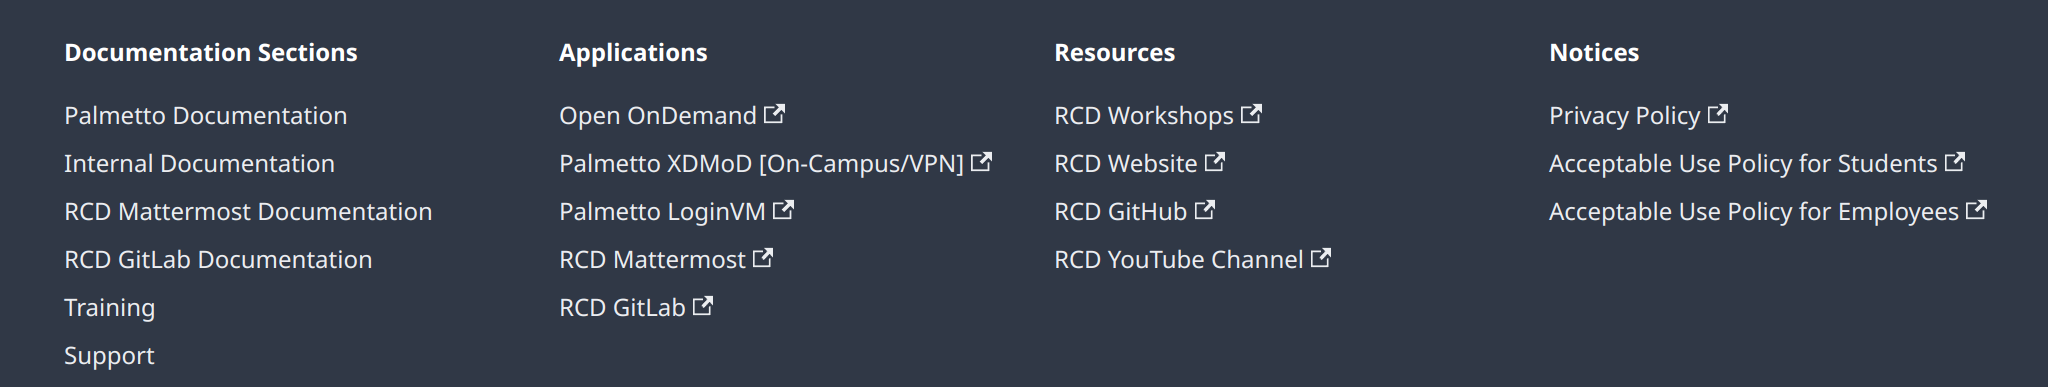 Documentation Sections
Palmetto Documentation
Internal Documentation
RCD Mattermost Documentation
RCD GitLab Documentation
Training
Support
Applications
Open OnDemand
Palmetto XDMoD [On-Campus/VPN]
Palmetto LoginVM
RCD Mattermost
RCD GitLab
Resources
RCD Workshops
RCD Website
RCD GitHub
RCD YouTube Channel
Notices
Privacy Policy
Acceptable Use Policy for Students
Acceptable Use Policy for Employees